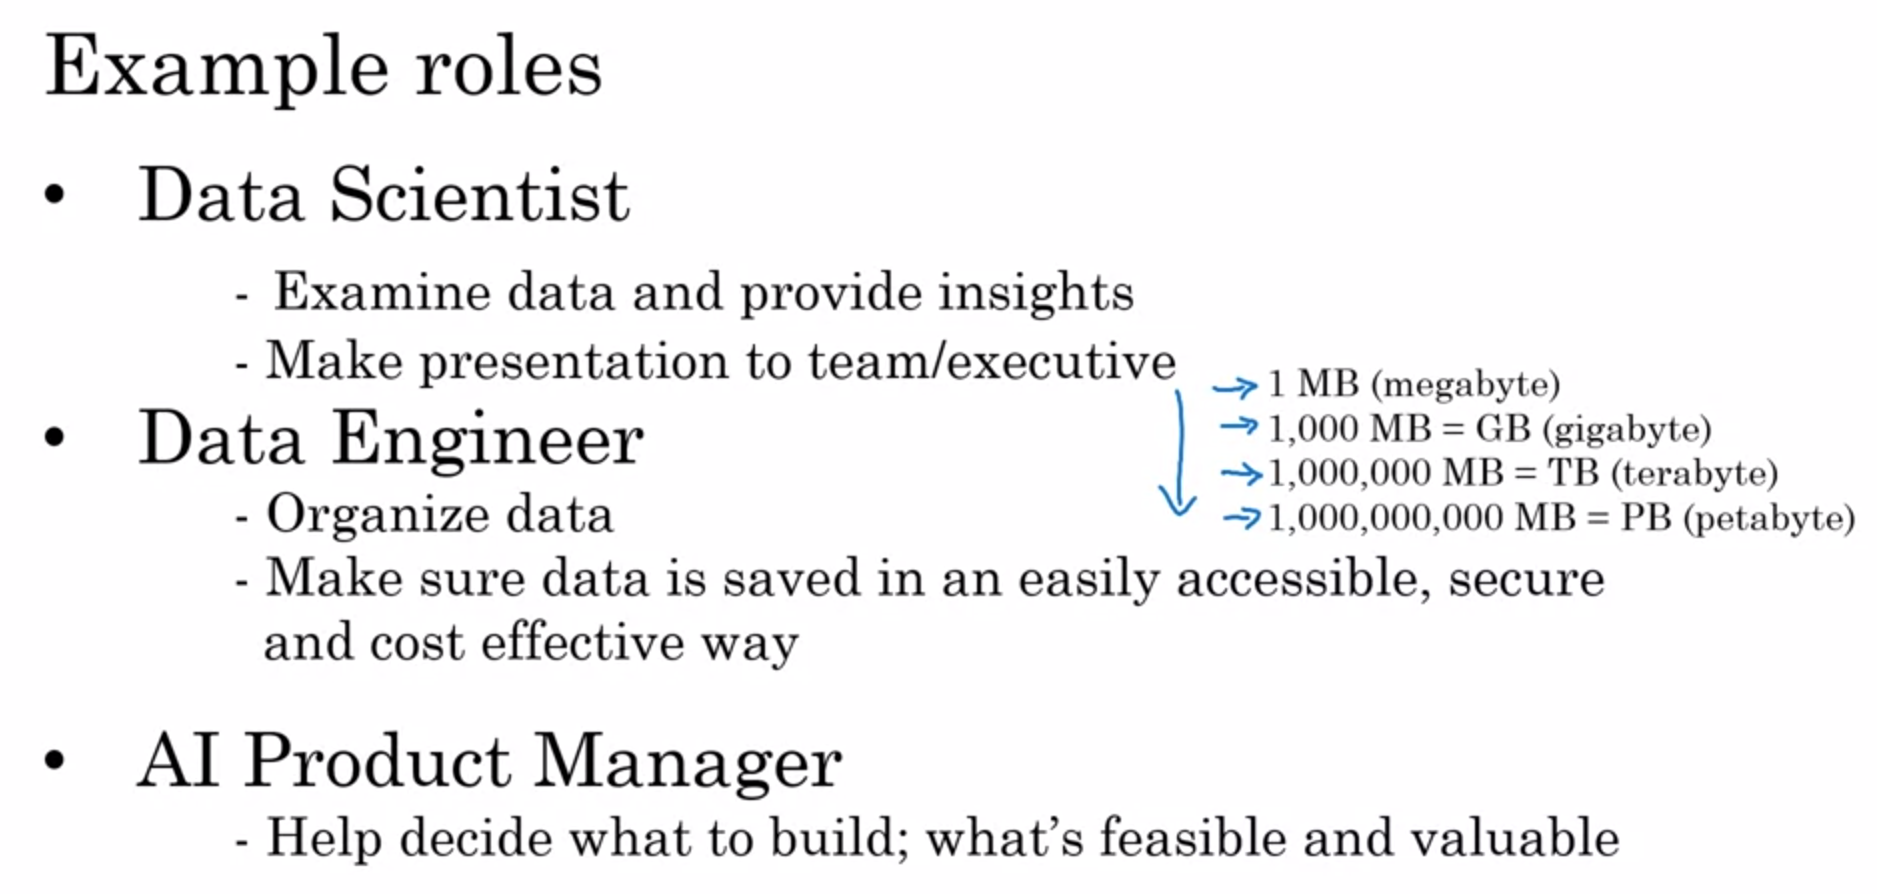 Example roles
• Data Scientist
- Examine data and provide insights
- Make presentation to team/executive
→ 1 MB (megabyte)
→ 1,000 MB = GB (gigabyte)
→ 1,000,000 MB = TB (terabyte)
→ 1,000,000,000 MB = PB (petabyte)
• Data Engineer
- Organize data
- Make sure data is saved in an easily accessible, secure
and cost effective way
• AI Product Manager
- Help decide what to build; what's feasible and valuable